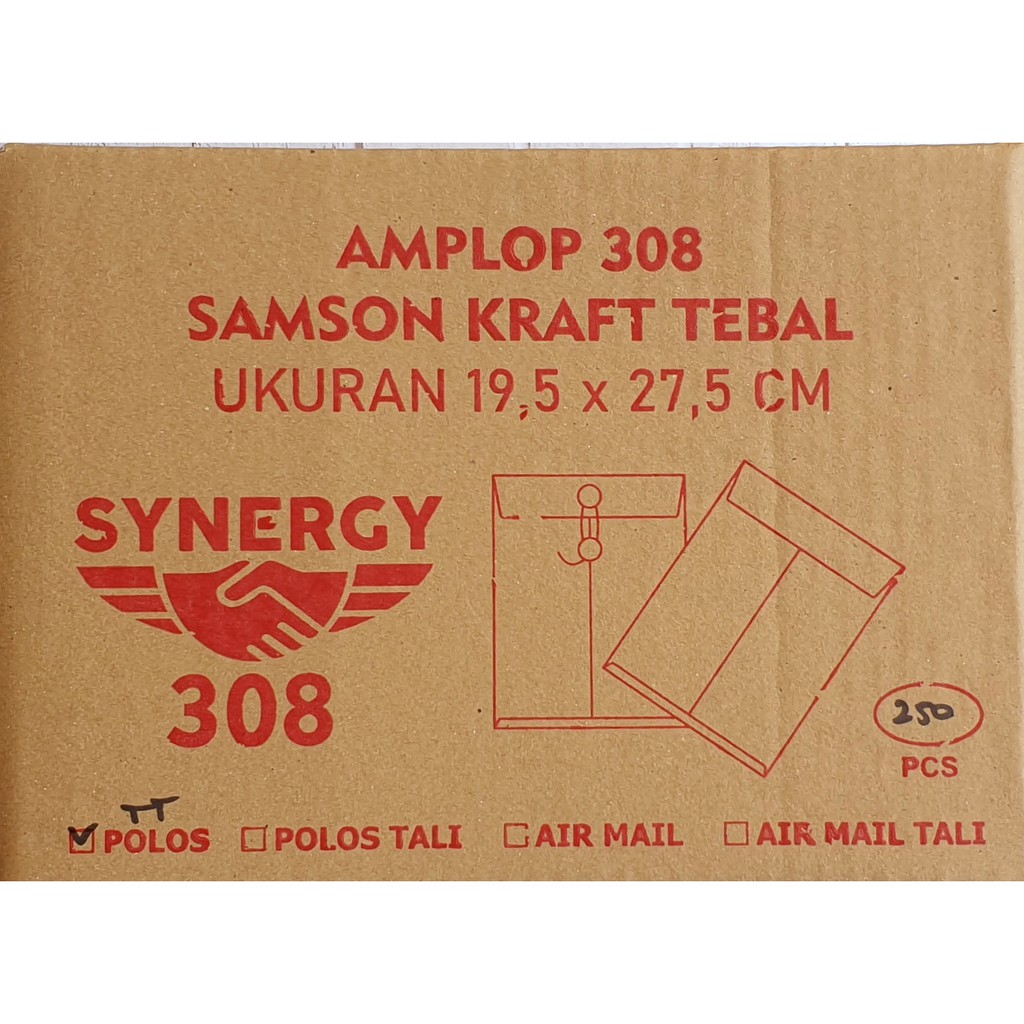 AMPLOP 308
SAMSON KRAFT TEBAL
UKURAN 19,5 x 27,5 CM
SYNERGY
308
250
PCS
TT
POLOS POLOS TALI AIR MAIL AIR MAIL TALI